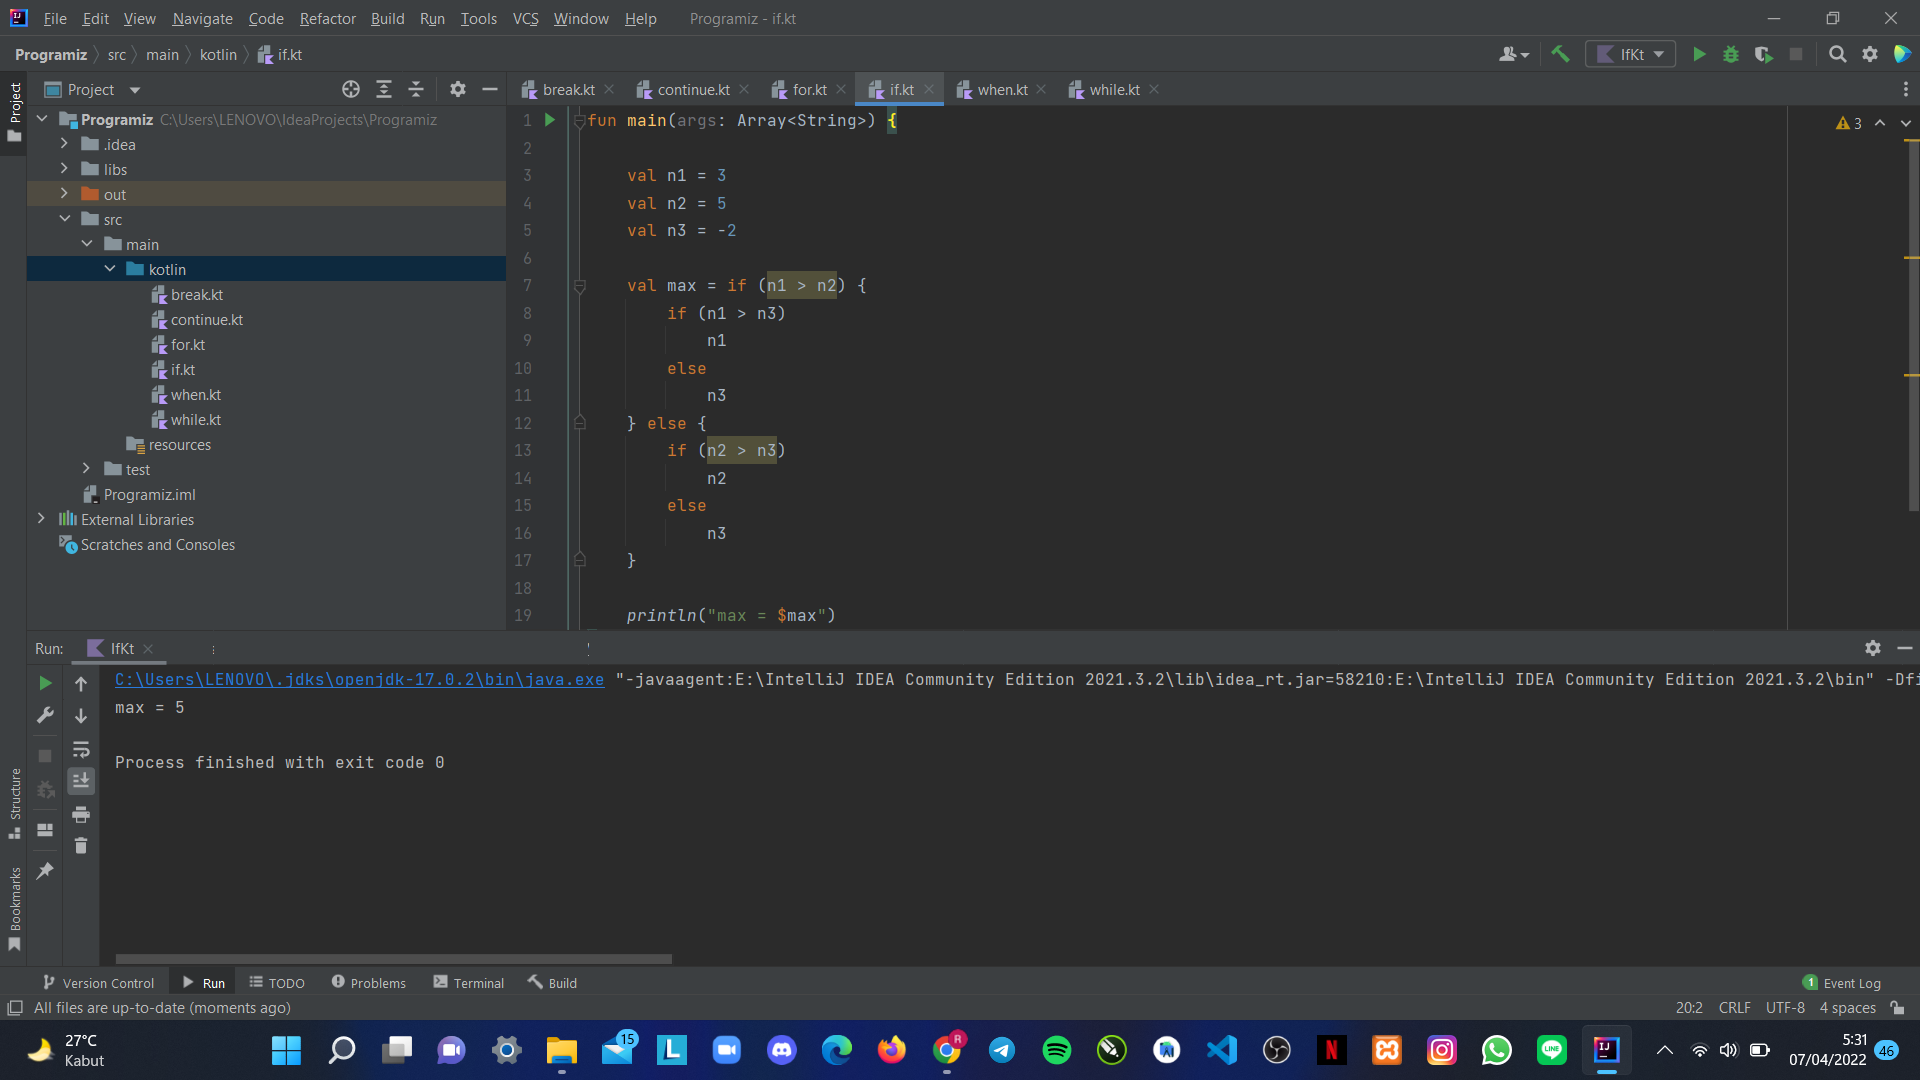 File Edit View Navigate Code Refactor Build Run Tools VCS Window Help Programiz - if.kt
Programiz src main kotlin if.kt
IfKt
Project
Project
break.kt continue.kt for.kt if.kt when.kt while.kt
Programiz C:\Users\LENOVO\IdeaProjects\Programiz
.idea
libs
out
src
main
kotlin
break.kt
continue.kt
for.kt
if.kt
when.kt
while.kt
resources
test
Programiz.iml
External Libraries
Scratches and Consoles
3
1 fun main(args: Array<String>) {
2
3 val n1 = 3
4 val n2 = 5
5 val n3 = -2
6
7 val max = if (n1 > n2) {
8 if (n1 > n3)
9 n1
10 else
11 n3
12 } else {
13 if (n2 > n3)
14 n2
15 else
16 n3
17 }
18
19 println("max = $max")
Run: IfKt
C:\Users\LENOVO\.jdks\openjdk-17.0.2\bin\java.exe "-javaagent:E:\IntelliJ IDEA Community Edition 2021.3.2\lib\idea_rt.jar=58210:E:\IntelliJ IDEA Community Edition 2021.3.2\bin" -Dfi
max = 5
Process finished with exit code 0
Structure
Bookmarks
Version Control Run TODO Problems Terminal Build
1 Event Log
All files are up-to-date (moments ago)
20:2 CRLF UTF-8 4 spaces
27°C
Kabut
15
L
R
N
LINE
IJ
5:31
07/04/2022
46